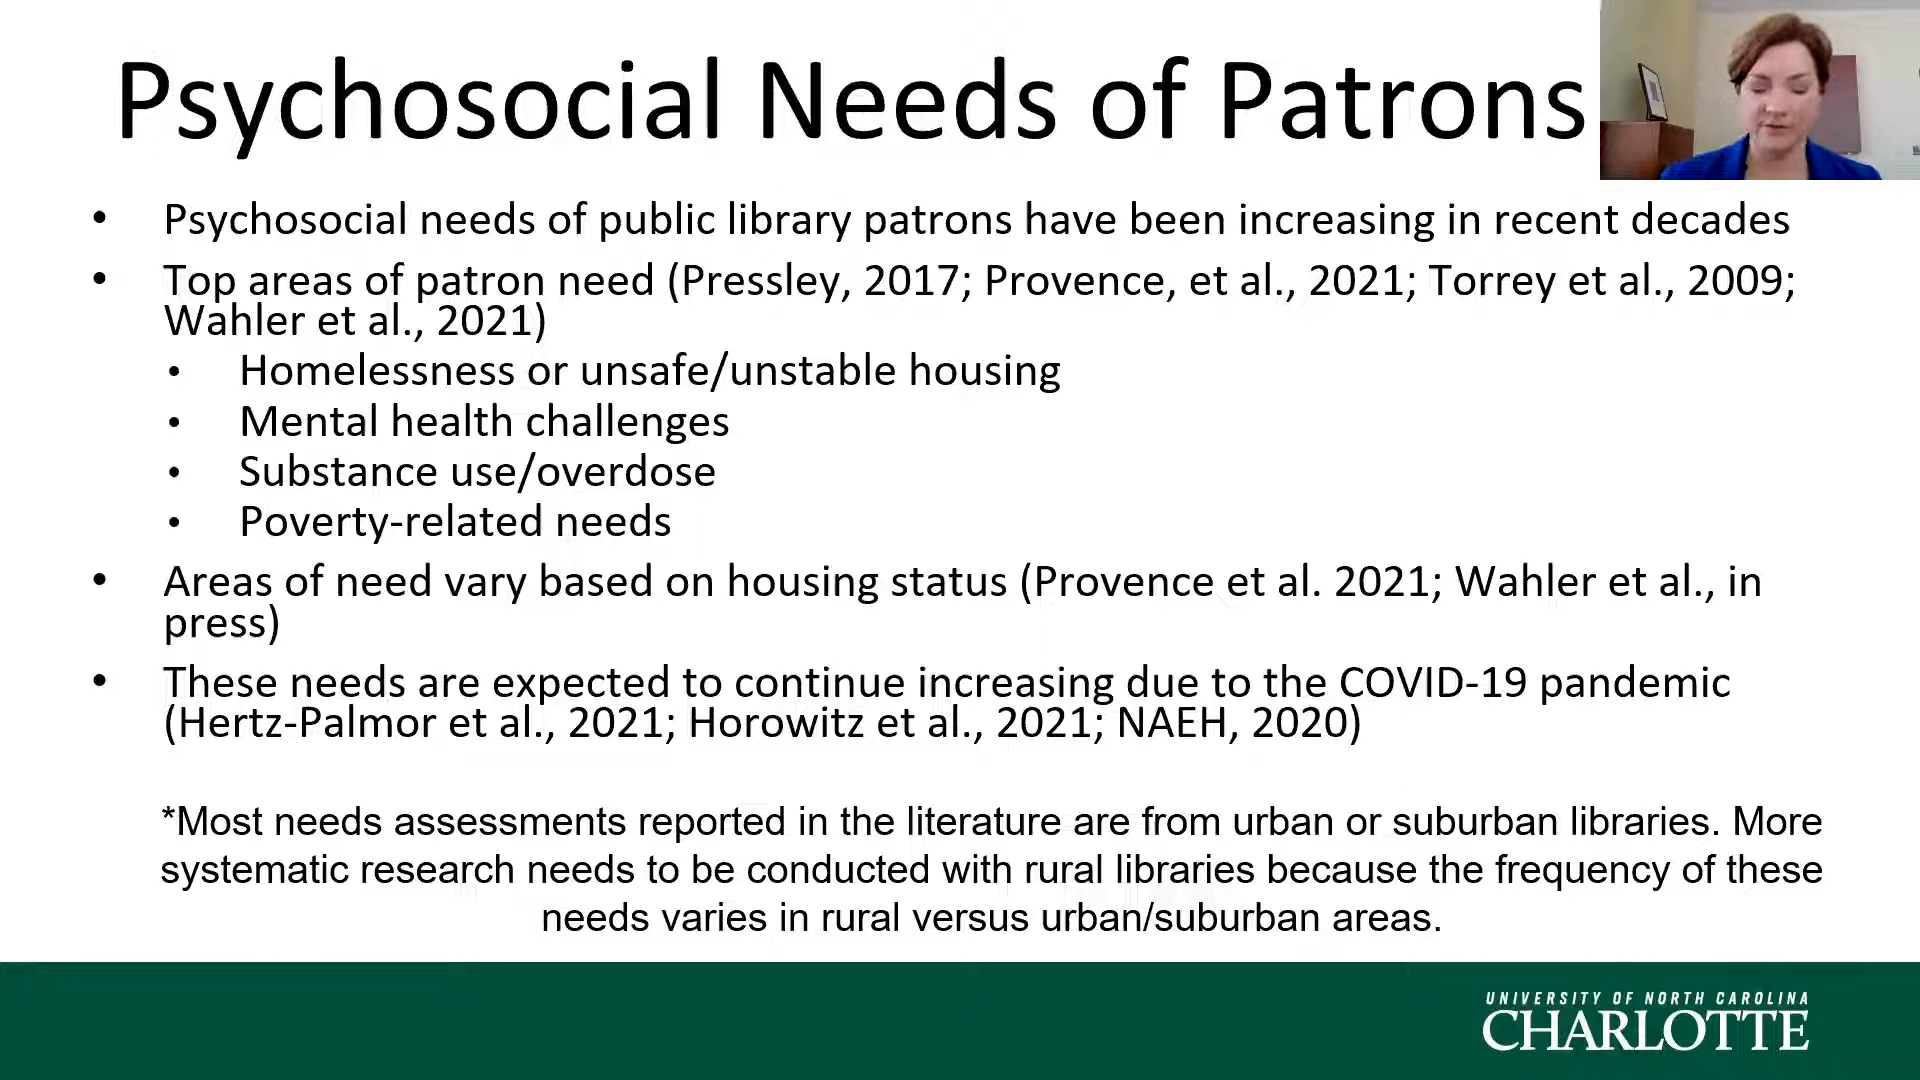 Psychosocial Needs of Patrons
• Psychosocial needs of public library patrons have been increasing in recent decades
• Top areas of patron need (Pressley, 2017; Provence, et al., 2021; Torrey et al., 2009;
Wahler et al., 2021)
• Homelessness or unsafe/unstable housing
• Mental health challenges
• Substance use/overdose
• Poverty-related needs
• Areas of need vary based on housing status (Provence et al. 2021; Wahler et al., in
press)
• These needs are expected to continue increasing due to the COVID-19 pandemic
(Hertz-Palmor et al., 2021; Horowitz et al., 2021; NAEH, 2020)
*Most needs assessments reported in the literature are from urban or suburban libraries. More
systematic research needs to be conducted with rural libraries because the frequency of these
needs varies in rural versus urban/suburban areas.
UNIVERSITY OF NORTH CAROLINA
CHARLOTTE